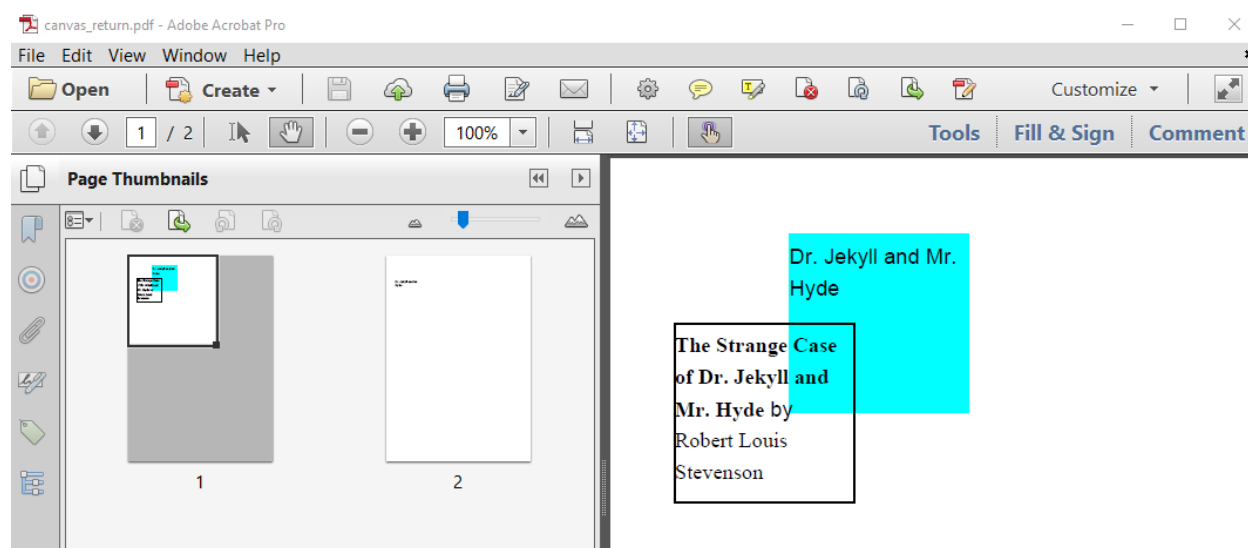 canvas_return.pdf - Adobe Acrobat Pro
File Edit View Window Help
Open Create Customize
1 / 2 100% Tools Fill & Sign Comment
Page Thumbnails
1 2
Dr. Jekyll and Mr.
Hyde
The Strange Case
of Dr. Jekyll and
Mr. Hyde by
Robert Louis
Stevenson